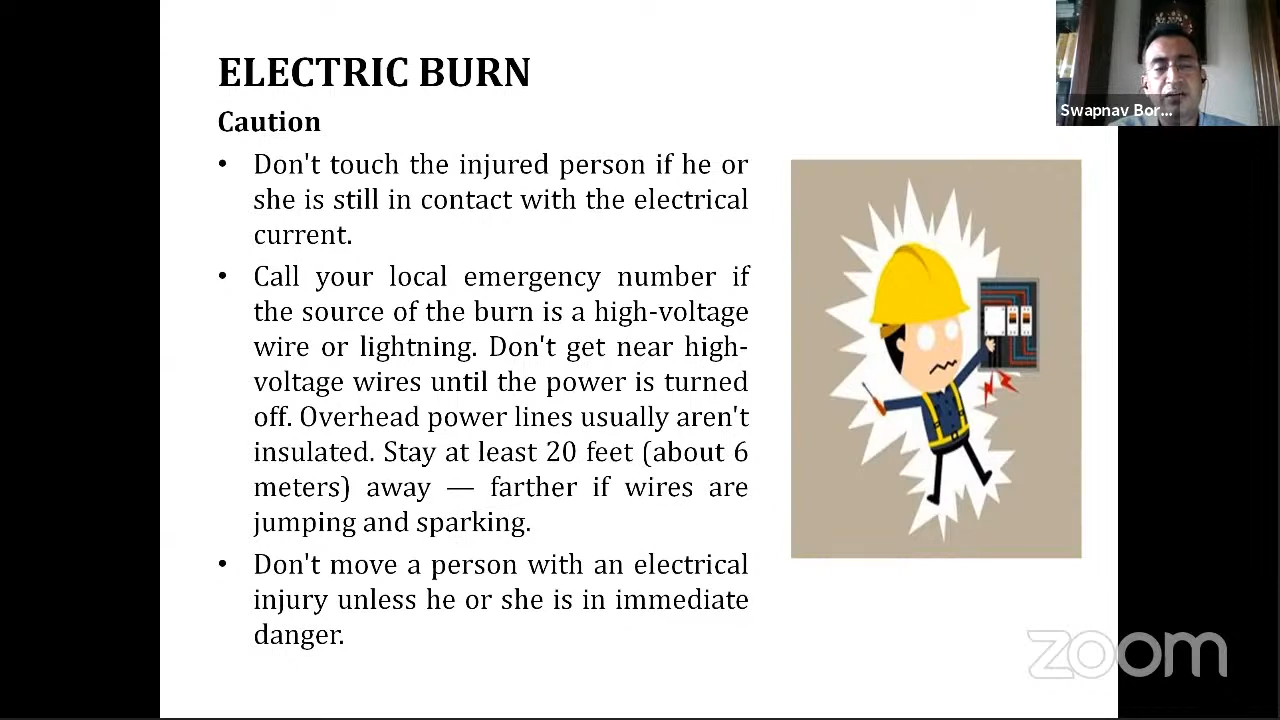 ELECTRIC BURN
Caution
• Don't touch the injured person if he or
she is still in contact with the electrical
current.
• Call your local emergency number if
the source of the burn is a high-voltage
wire or lightning. Don't get near high-
voltage wires until the power is turned
off. Overhead power lines usually aren't
insulated. Stay at least 20 feet (about 6
meters) away — farther if wires are
jumping and sparking.
• Don't move a person with an electrical
injury unless he or she is in immediate
danger.
Swapnav Bor...
zoom